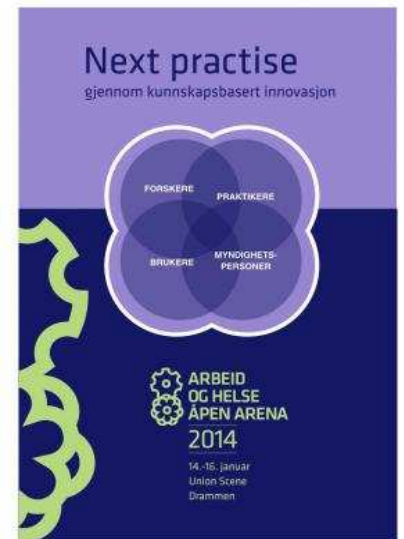 Next practise
gjennom kunnskapsbasert innovasjon
FORSKERE
PRAKTIKERE
BRUKERE
MYNDIGHETS-
PERSONER
ARBEID
OG HELSE
ÅPEN ARENA
2014
14.-16. januar
Union Scene
Drammen